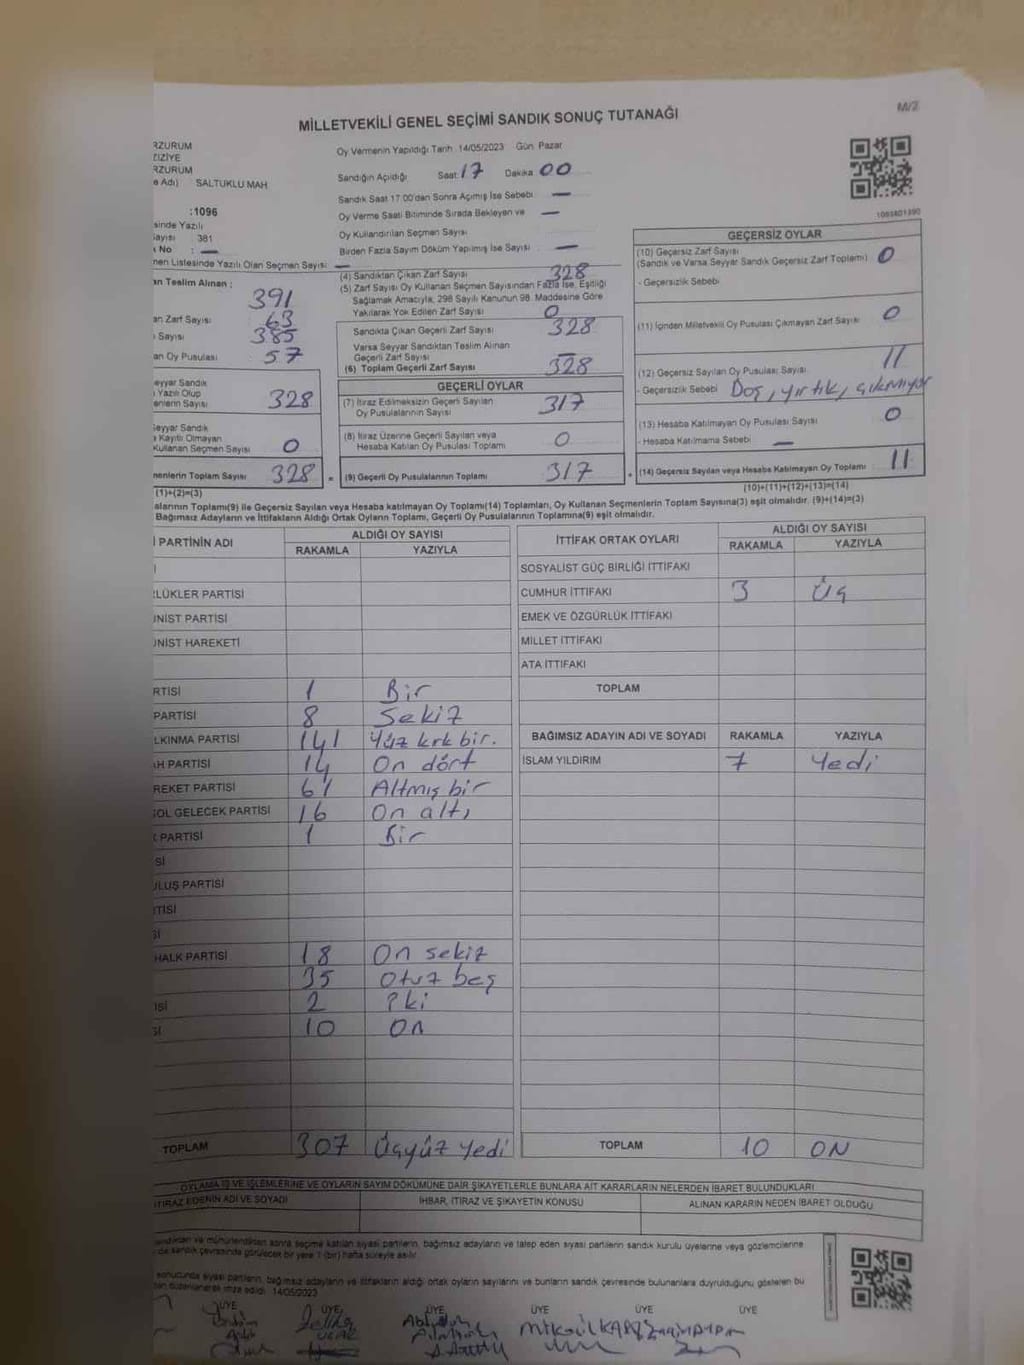 M/2
MİLLETVEKİLİ GENEL SEÇİMİ SANDIK SONUÇ TUTANAĞI
RZURUM
ZİZİYE
RZURUM
e Adı) SALTUKLU MAH
:1096
sinde Yazılı
ayısı : 381
No : —
nen Listesinde Yazılı Olan Seçmen Sayısı: —
Oy Vermenin Yapıldığı Tarih 14/05/2023 Gün Pazar
Sandığın Açıldığı Saat 17 Dakika 00
Sandık Saat 17.00'dan Sonra Açımış İse Sebebi —
Oy Verme Saati Bitiminde Sırada Bekleyen ve —
Oy Kullandırılan Seçmen Sayısı
Birden Fazla Sayım Döküm Yapılmış İse Sayısı —
1093401390
an Teslim Alınan : 391
an Zarf Sayısı 63
Sayısı 385
an Oy Pusulası 57
eyyar Sandık
Yazılı Olup
enlerin Sayısı 328
Seyyar Sandık
a Kayıtlı Olmayan
Kullanan Seçmen Sayısı 0
nenlerin Toplam Sayısı 328
(1)+(2)=(3)
(4) Sandıktan Çıkan Zarf Sayısı 328
(5) Zarf Sayısı Oy Kullanan Seçmen Sayısından Fazla İse, Eşitliği
Sağlamak Amacıyla, 298 Sayılı Kanunun 98. Maddesine Göre
Yakılarak Yok Edilen Zarf Sayısı 0
Sandıkta Çıkan Geçerli Zarf Sayısı 328
Varsa Seyyar Sandıktan Teslim Alınan
Geçerli Zarf Sayısı —
(6) Toplam Geçerli Zarf Sayısı 328
GEÇERLİ OYLAR
(7) İtiraz Edilmeksizin Geçerli Sayılan
Oy Pusulalarının Sayısı 317
(8) İtiraz Üzerine Geçerli Sayılan veya
Hesaba Katılan Oy Pusulası Toplamı 0
= (9) Geçerli Oy Pusulalarının Toplamı 317 +
GEÇERSİZ OYLAR
(10) Geçersiz Zarf Sayısı
(Sandık ve Varsa Seyyar Sandık Geçersiz Zarf Toplamı) 0
- Geçersizlik Sebebi
(11) İçinden Milletvekili Oy Pusulası Çıkmayan Zarf Sayısı 0
(12) Geçersiz Sayılan Oy Pusulası Sayısı 11
- Geçersizlik Sebebi Boş, yırtık, çıkmıyor
(13) Hesaba Katılmayan Oy Pusulası Sayısı 0
- Hesaba Katılmama Sebebi —
(14) Geçersiz Sayılan veya Hesaba Katılmayan Oy Toplamı 11
(10)+(11)+(12)+(13)=(14)
alarının Toplamı(9) ile Geçersiz Sayılan veya Hesaba katılmayan Oy Toplamı(14) Toplamları, Oy Kullanan Seçmenlerin Toplam Sayısına(3) eşit olmalıdır. (9)+(14)=(3)
Bağımsız Adayların ve İttifakların Aldığı Ortak Oyların Toplamı, Geçerli Oy Pusulalarının Toplamına(9) eşit olmalıdır.
İ PARTİNİN ADI ALDIĞI OY SAYISI
RAKAMLA YAZIYLA
LÜKLER PARTİSİ
ÜNİST PARTİSİ
ÜNİST HAREKETİ
RTİSİ 1 Bir
PARTİSİ 8 Sekiz
LKINMA PARTİSİ 141 Yüz krk bir.
AH PARTİSİ 14 On dört
REKET PARTİSİ 61 Altmış bir
SOL GELECEK PARTİSİ 16 On altı
K PARTİSİ 1 Bir
Sİ
ULUŞ PARTİSİ
RTİSİ
Sİ
HALK PARTİSİ 18 On sekiz
35 Otuz beş
İSİ 2 İki
Sİ 10 On
TOPLAM 307 Üçyüz Yedi
İTTİFAK ORTAK OYLARI ALDIĞI OY SAYISI
RAKAMLA YAZIYLA
SOSYALİST GÜÇ BİRLİĞİ İTTİFAKI
CUMHUR İTTİFAKI 3 Üç
EMEK VE ÖZGÜRLÜK İTTİFAKI
MİLLET İTTİFAKI
ATA İTTİFAKI
TOPLAM
BAĞIMSIZ ADAYIN ADI VE SOYADI RAKAMLA YAZIYLA
İSLAM YILDIRIM 7 Yedi
TOPLAM 10 ON
OYLAMA İŞ VE İŞLEMLERİNE VE OYLARIN SAYIM DÖKÜMÜNE DAİR ŞİKAYETLERLE BUNLARA AİT KARARLARIN NELERDEN İBARET BULUNDUKLARI
İTİRAZ EDENİN ADI VE SOYADI İHBAR, İTİRAZ VE ŞİKAYETİN KONUSU ALINAN KARARIN NEDEN İBARET OLDUĞU
andıktan ve mühürlendikten sonra seçime katılan siyasi partilerin, bağımsız adayların ve talep eden siyasi partilerin sandık kurulu üyelerine veya gözlemcilerine
de sandık çevresinde görülecek bir yere 1 (bir) hafta süreyle asılır.
sonucunda siyasi partilerin, bağımsız adayların ve ittifakların aldığı ortak oyların sayılarını ve bunların sandık çevresinde bulunanlara duyrulduğunu gösteren bu
düzenlenerek imza edildi. 14/05/2023
ÜYE ÜYE ÜYE ÜYE ÜYE ÜYE